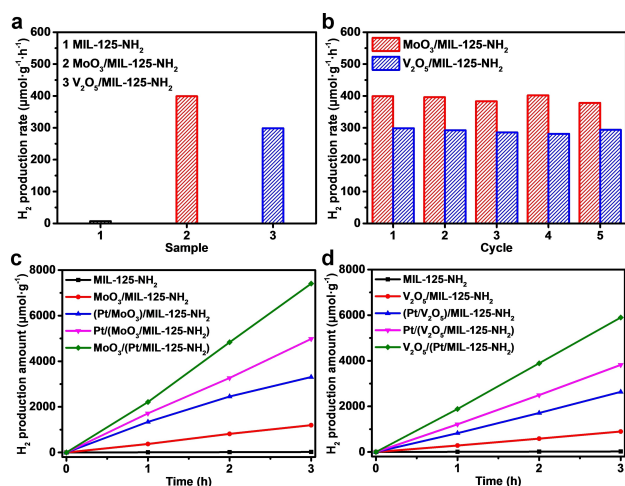 a
H₂ production rate (μmol·g⁻¹·h⁻¹)
600
500
400
300
200
100
0
1 MIL-125-NH₂
2 MoO₃/MIL-125-NH₂
3 V₂O₅/MIL-125-NH₂
1 2 3
Sample
b
H₂ production rate (μmol·g⁻¹·h⁻¹)
600
500
400
300
200
100
0
MoO₃/MIL-125-NH₂
V₂O₅/MIL-125-NH₂
1 2 3 4 5
Cycle
c
H₂ production amount (μmol·g⁻¹)
8000
6000
4000
2000
0
MIL-125-NH₂
MoO₃/MIL-125-NH₂
(Pt/MoO₃)/MIL-125-NH₂
Pt/(MoO₃/MIL-125-NH₂)
MoO₃/(Pt/MIL-125-NH₂)
0 1 2 3
Time (h)
d
H₂ production amount (μmol·g⁻¹)
8000
6000
4000
2000
0
MIL-125-NH₂
V₂O₅/MIL-125-NH₂
(Pt/V₂O₅)/MIL-125-NH₂
Pt/(V₂O₅/MIL-125-NH₂)
V₂O₅/(Pt/MIL-125-NH₂)
0 1 2 3
Time (h)